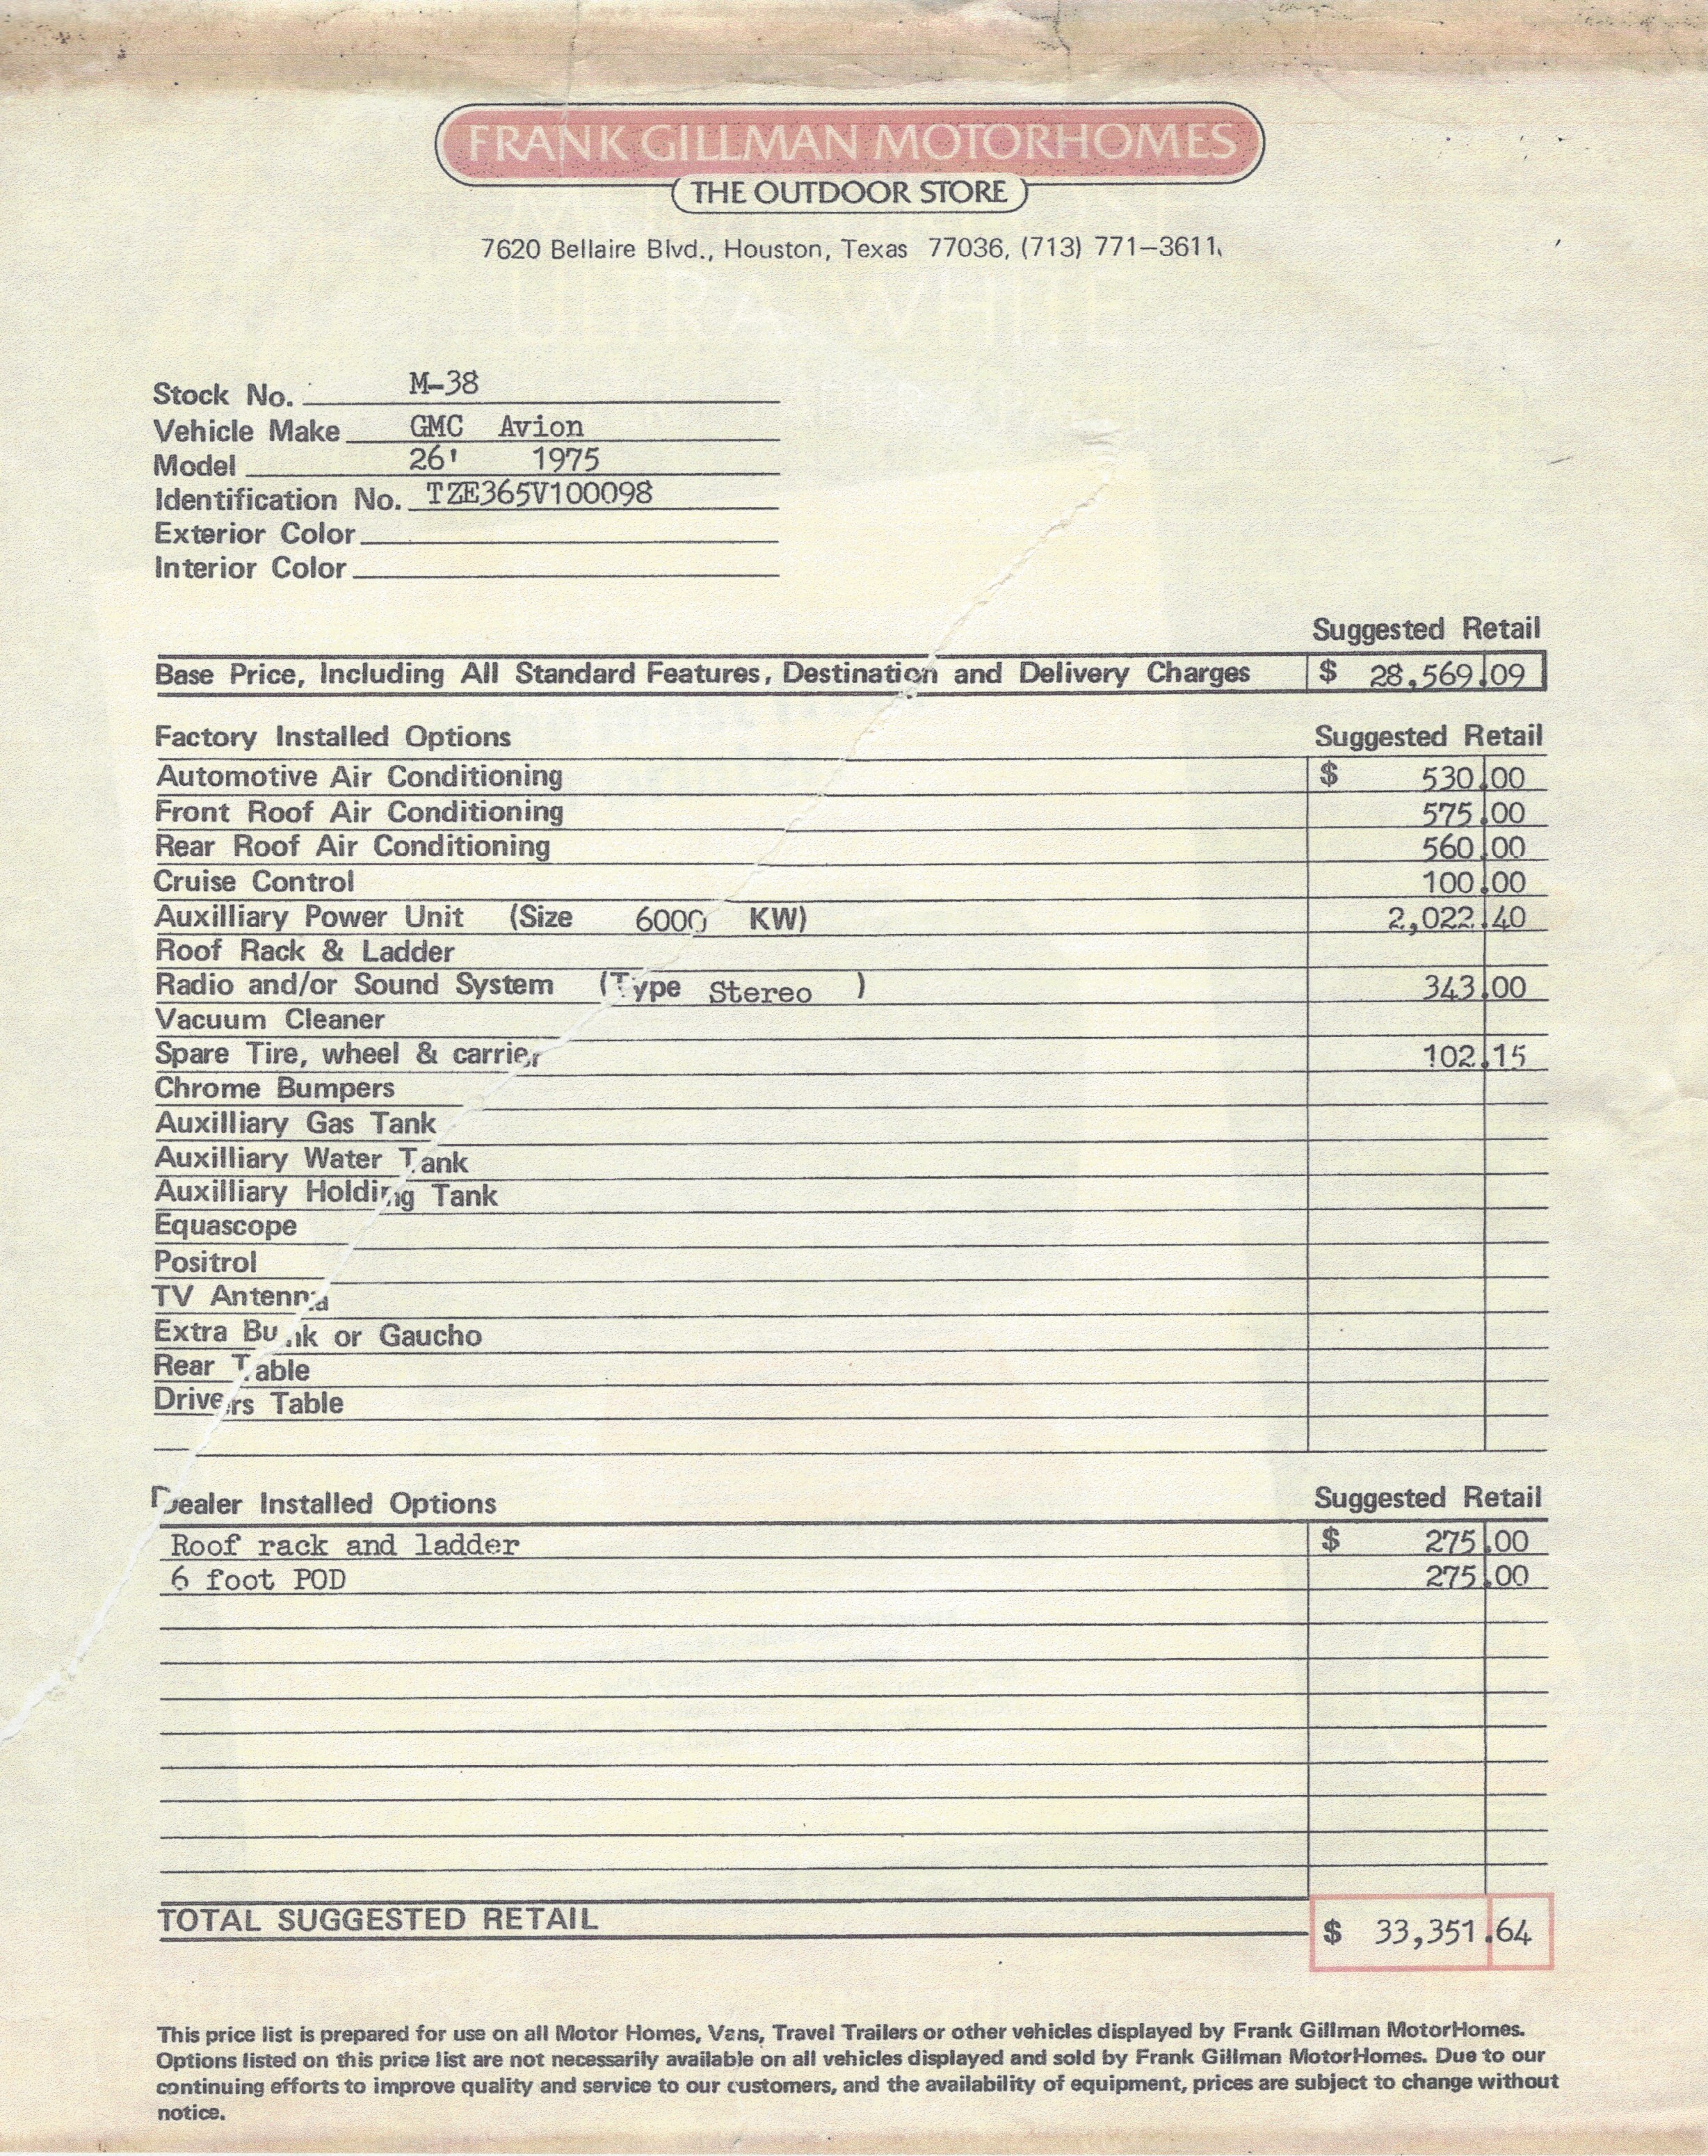 FRANK GILLMAN MOTORHOMES
THE OUTDOOR STORE
7620 Bellaire Blvd., Houston, Texas 77036, (713) 771–3611
Stock No. M-38
Vehicle Make GMC Avion
Model 26' 1975
Identification No. TZE365V100098
Exterior Color
Interior Color
Suggested Retail
Base Price, Including All Standard Features, Destination and Delivery Charges $ 28,569.09
Factory Installed Options Suggested Retail
Automotive Air Conditioning $ 530.00
Front Roof Air Conditioning 575.00
Rear Roof Air Conditioning 560.00
Cruise Control 100.00
Auxilliary Power Unit (Size 6000 KW) 2,022.40
Roof Rack & Ladder
Radio and/or Sound System (Type Stereo ) 343.00
Vacuum Cleaner
Spare Tire, wheel & carrier 102.15
Chrome Bumpers
Auxilliary Gas Tank
Auxilliary Water Tank
Auxilliary Holding Tank
Equascope
Positrol
TV Antenna
Extra Bunk or Gaucho
Rear Table
Drivers Table
Dealer Installed Options Suggested Retail
Roof rack and ladder $ 275.00
6 foot POD 275.00
TOTAL SUGGESTED RETAIL $ 33,351.64
This price list is prepared for use on all Motor Homes, Vans, Travel Trailers or other vehicles displayed by Frank Gillman MotorHomes.
Options listed on this price list are not necessarily available on all vehicles displayed and sold by Frank Gillman MotorHomes. Due to our
continuing efforts to improve quality and service to our customers, and the availability of equipment, prices are subject to change without
notice.